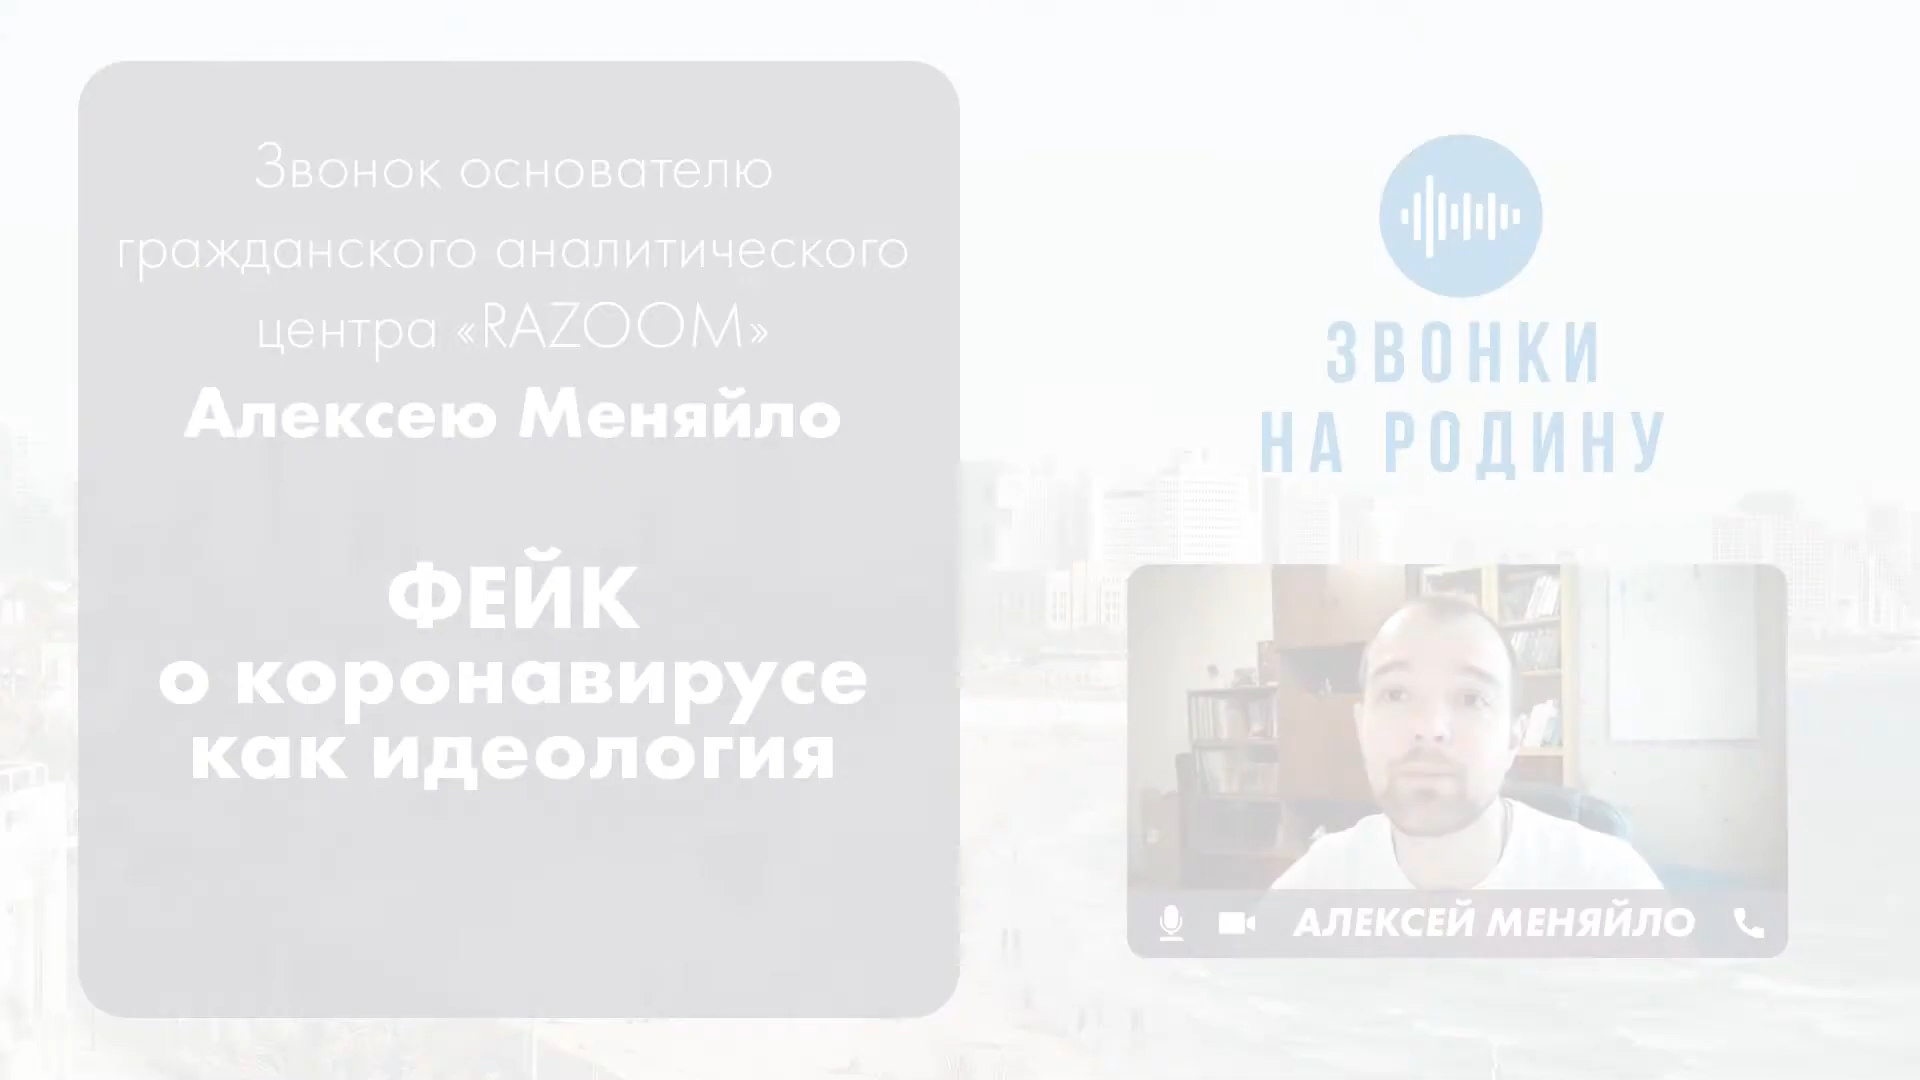 Звонок основателю
гражданского аналитического
центра «RAZOOM»
Алексею Меняйло
ФЕЙК
о коронавирусе
как идеология
ЗВОНКИ
НА РОДИНУ
АЛЕКСЕЙ МЕНЯЙЛО